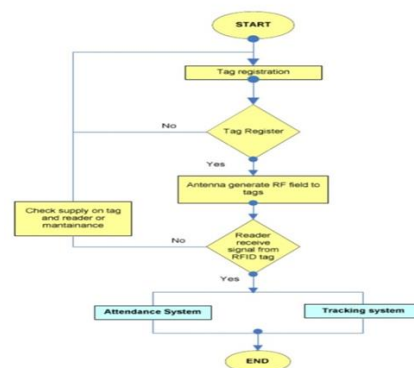 START
Tag registration
Tag Register
No
Yes
Antenna generate RF field to
tags
Check supply on tag
and reader or
mantainance
No
Reader
receive
signal from
RFID tag
Yes
Attendance System
Tracking system
END